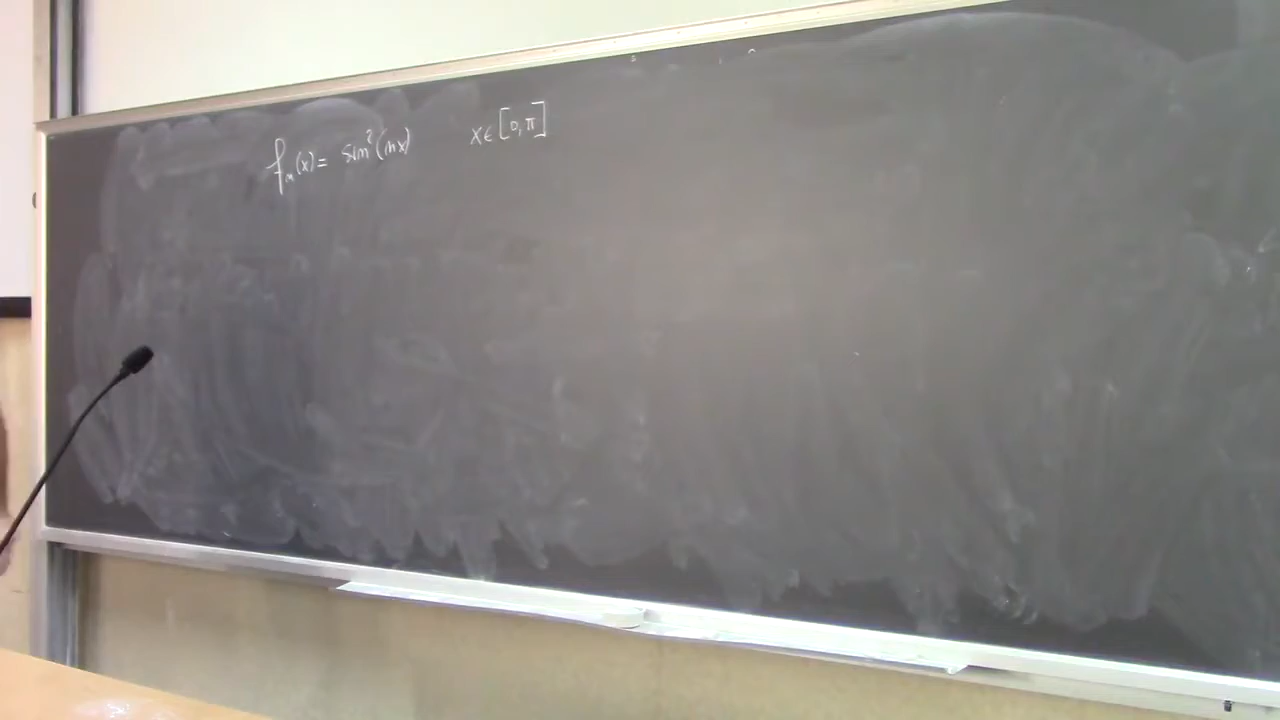 fₙ(x) = sin²(nx) x ∈ [0, π]